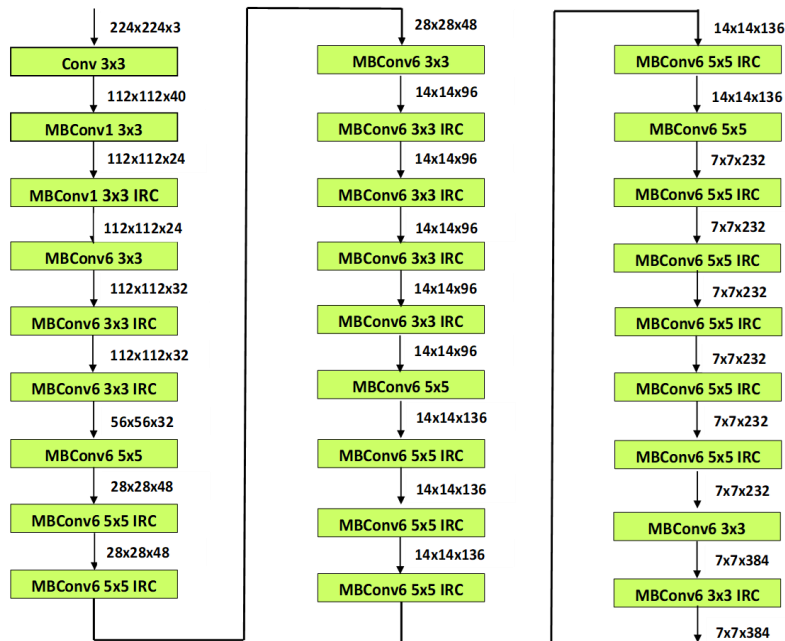 224x224x3
Conv 3x3
112x112x40
MBConv1 3x3
112x112x24
MBConv1 3x3 IRC
112x112x24
MBConv6 3x3
112x112x32
MBConv6 3x3 IRC
112x112x32
MBConv6 3x3 IRC
56x56x32
MBConv6 5x5
28x28x48
MBConv6 5x5 IRC
28x28x48
MBConv6 5x5 IRC
28x28x48
MBConv6 3x3
14x14x96
MBConv6 3x3 IRC
14x14x96
MBConv6 3x3 IRC
14x14x96
MBConv6 3x3 IRC
14x14x96
MBConv6 3x3 IRC
14x14x96
MBConv6 5x5
14x14x136
MBConv6 5x5 IRC
14x14x136
MBConv6 5x5 IRC
14x14x136
MBConv6 5x5 IRC
14x14x136
MBConv6 5x5 IRC
14x14x136
MBConv6 5x5
7x7x232
MBConv6 5x5 IRC
7x7x232
MBConv6 5x5 IRC
7x7x232
MBConv6 5x5 IRC
7x7x232
MBConv6 5x5 IRC
7x7x232
MBConv6 5x5 IRC
7x7x232
MBConv6 3x3
7x7x384
MBConv6 3x3 IRC
7x7x384